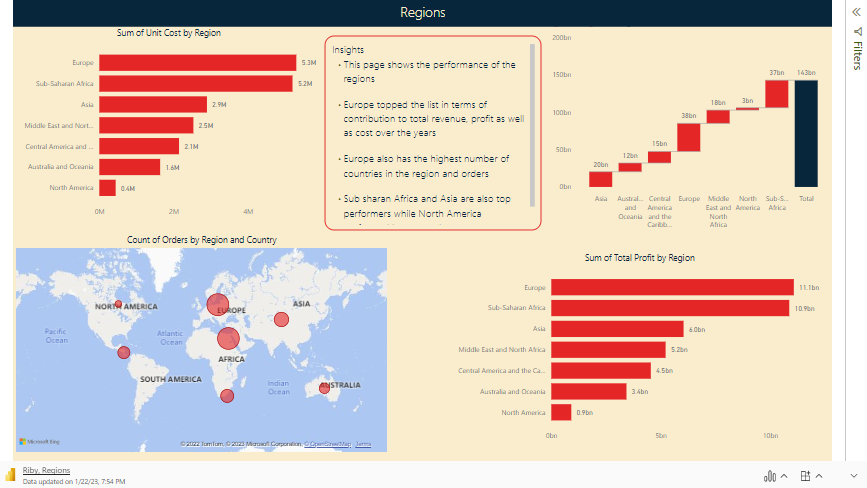 Regions
Filters
Sum of Unit Cost by Region
Europe 5.3M
Sub-Saharan Africa 5.2M
Asia 2.9M
Middle East and Nort... 2.5M
Central America and ... 2.1M
Australia and Oceania 1.6M
North America 0.4M
0M 2M 4M
Insights
• This page shows the performance of the
regions
• Europe topped the list in terms of
contribution to total revenue, profit as well
as cost over the years
• Europe also has the highest number of
countries in the region and orders
• Sub sharan Africa and Asia are also top
performers while North America
200bn
150bn
100bn
50bn
0bn
20bn 12bn 15bn 38bn 18bn 3bn 37bn 143bn
Asia Austral... Central Europe Middle North Sub-S... Total
and America East and America Africa
Oceania and the North
Caribb... Africa
Count of Orders by Region and Country
NORTH AMERICA
EUROPE
ASIA
Pacific
Ocean
Atlantic
Ocean
AFRICA
SOUTH AMERICA
Indian
Ocean
AUSTRALIA
Microsoft Bing
© 2022 TomTom, © 2023 Microsoft Corporation, © OpenStreetMap Terms
Sum of Total Profit by Region
Europe 11.1bn
Sub-Saharan Africa 10.9bn
Asia 6.0bn
Middle East and North Africa 5.2bn
Central America and the Ca... 4.5bn
Australia and Oceania 3.4bn
North America 0.9bn
0bn 5bn 10bn
Riby, Regions
Data updated on 1/22/23, 7:54 PM